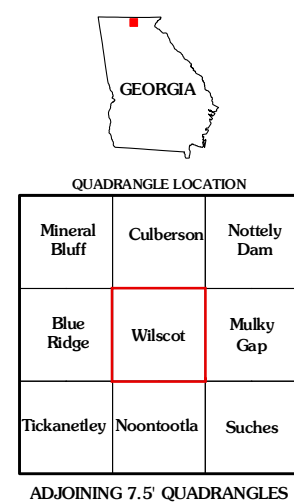 GEORGIA
QUADRANGLE LOCATION
Mineral
Bluff
Culberson
Nottely
Dam
Blue
Ridge
Wilscot
Mulky
Gap
Tickanetley
Noontootla
Suches
ADJOINING 7.5' QUADRANGLES